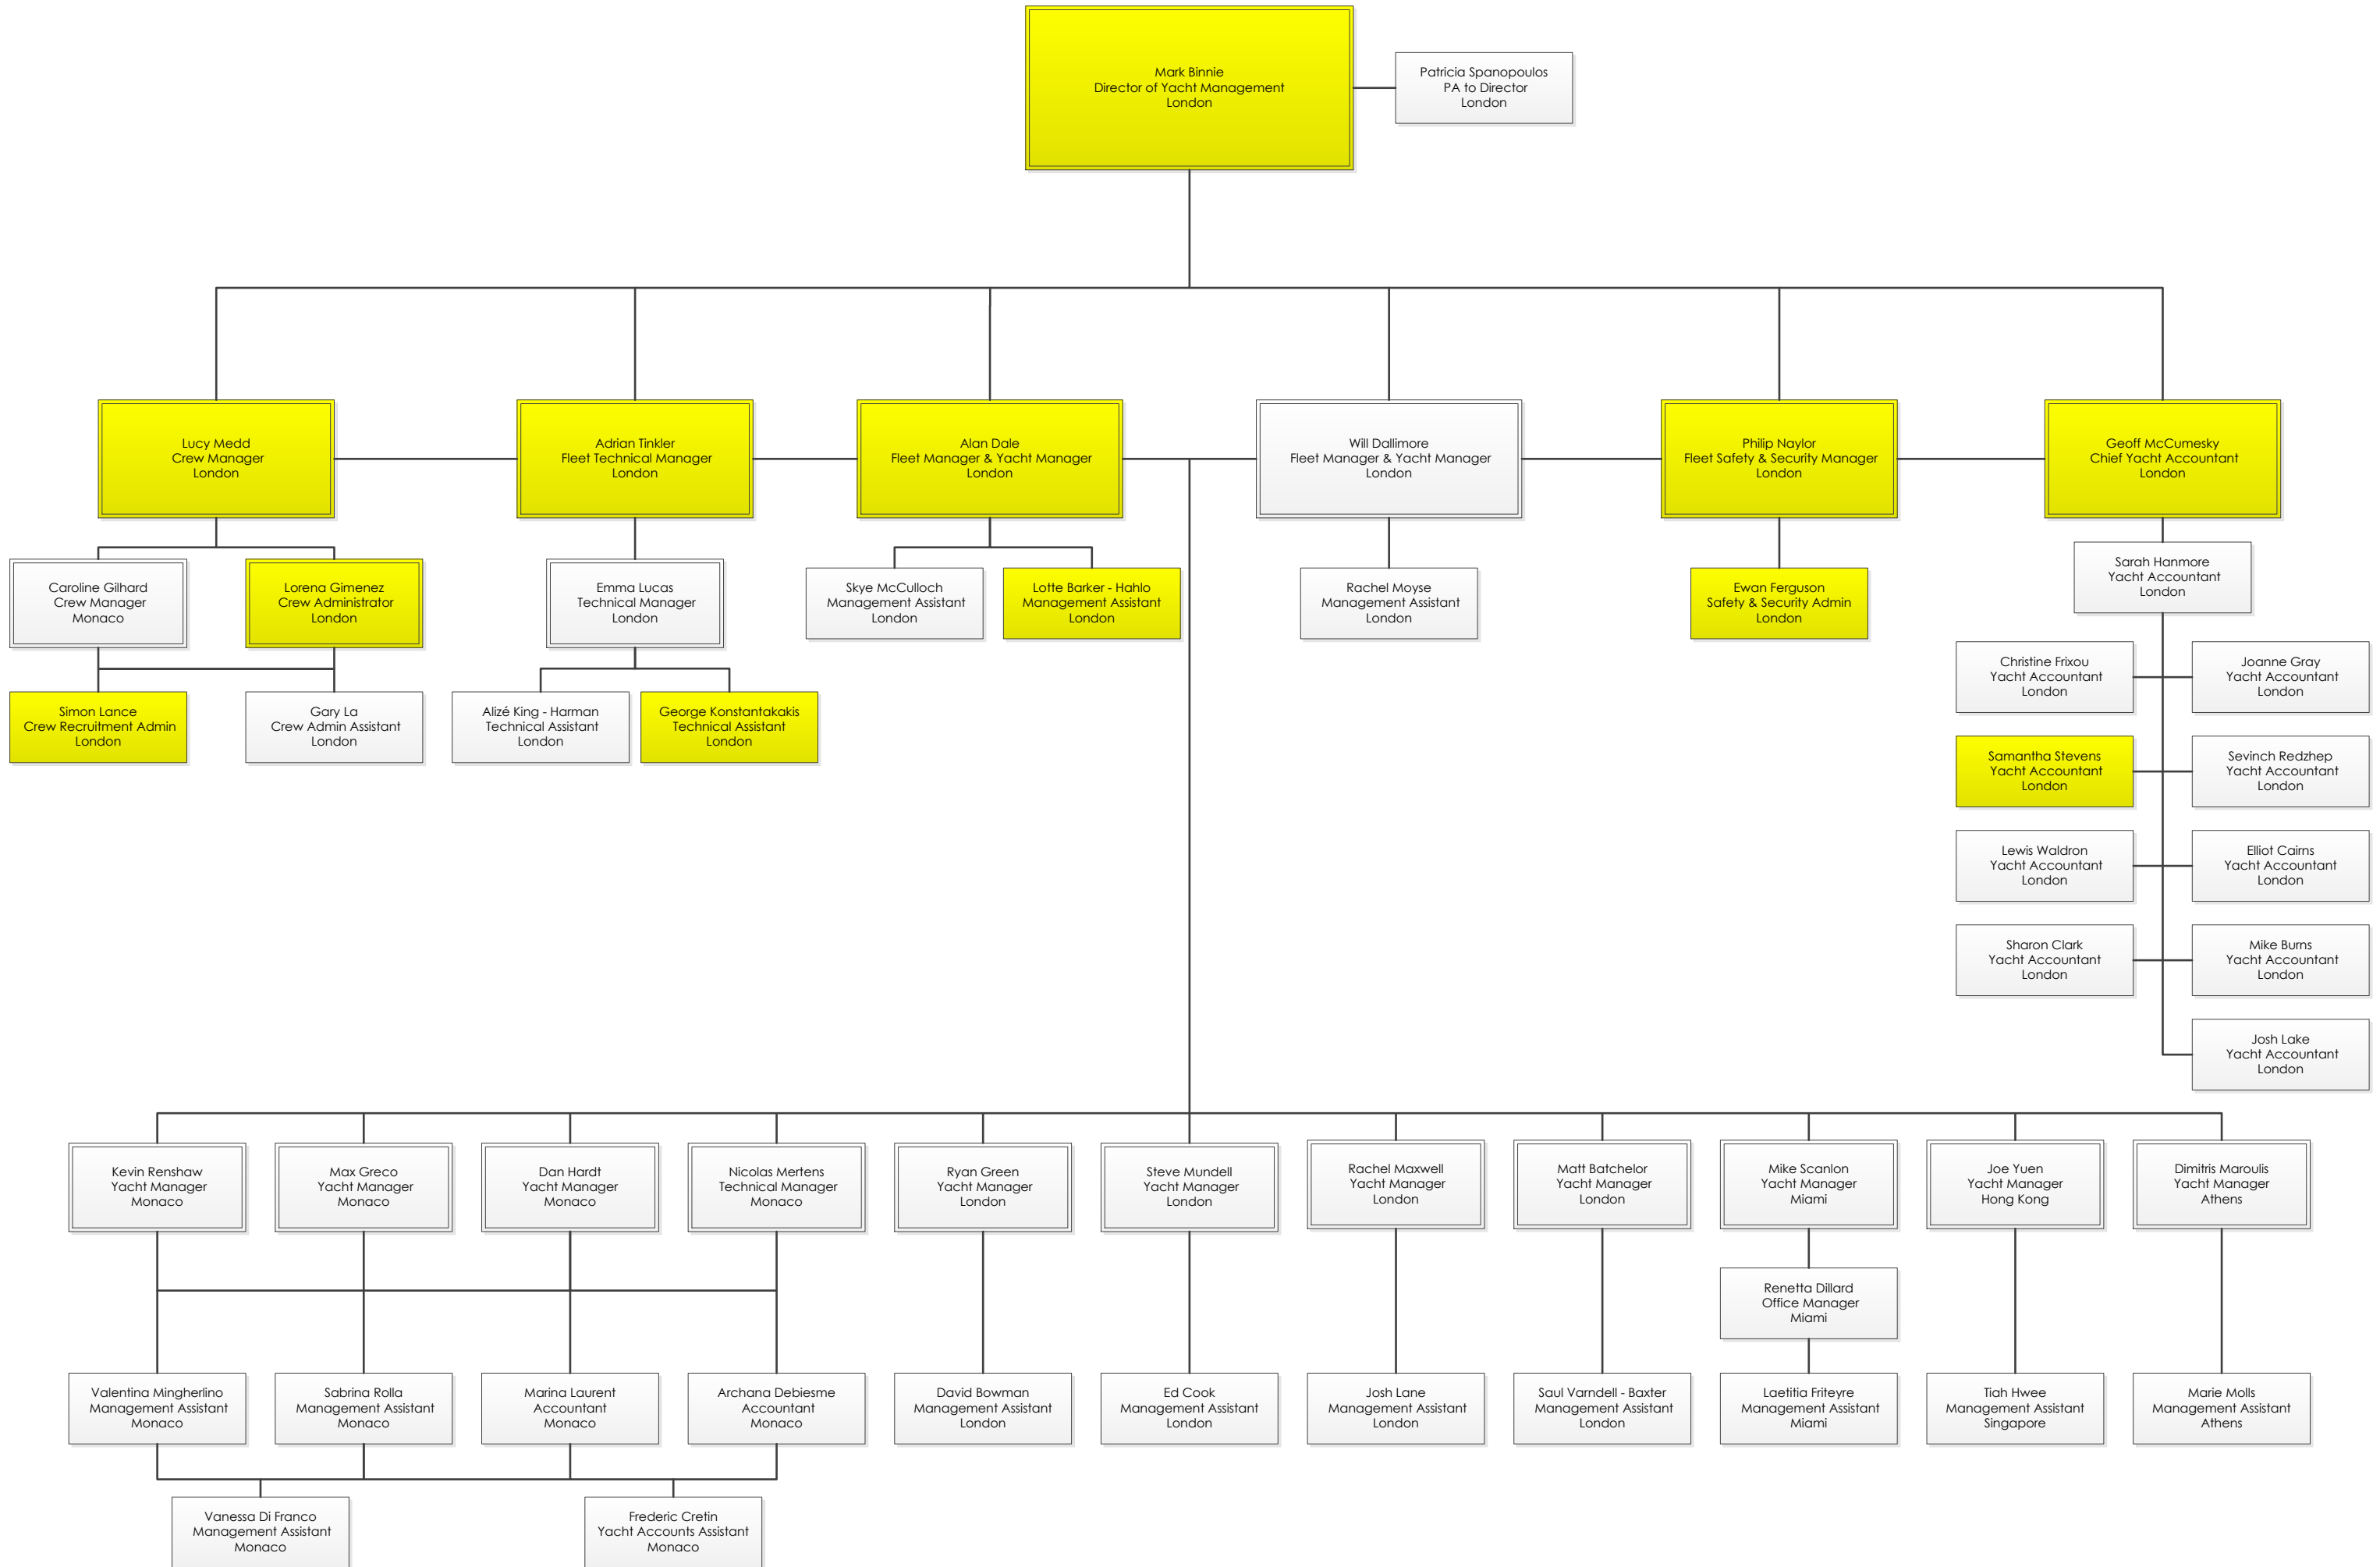 Mark Binnie
Director of Yacht Management
London
Patricia Spanopoulos
PA to Director
London
Lucy Medd
Crew Manager
London
Adrian Tinkler
Fleet Technical Manager
London
Alan Dale
Fleet Manager & Yacht Manager
London
Will Dallimore
Fleet Manager & Yacht Manager
London
Philip Naylor
Fleet Safety & Security Manager
London
Geoff McCumesky
Chief Yacht Accountant
London
Caroline Gilhard
Crew Manager
Monaco
Lorena Gimenez
Crew Administrator
London
Emma Lucas
Technical Manager
London
Skye McCulloch
Management Assistant
London
Lotte Barker - Hahlo
Management Assistant
London
Rachel Moyse
Management Assistant
London
Ewan Ferguson
Safety & Security Admin
London
Sarah Hanmore
Yacht Accountant
London
Simon Lance
Crew Recruitment Admin
London
Gary La
Crew Admin Assistant
London
Alizé King - Harman
Technical Assistant
London
George Konstantakakis
Technical Assistant
London
Christine Frixou
Yacht Accountant
London
Joanne Gray
Yacht Accountant
London
Samantha Stevens
Yacht Accountant
London
Sevinch Redzhep
Yacht Accountant
London
Lewis Waldron
Yacht Accountant
London
Elliot Cairns
Yacht Accountant
London
Sharon Clark
Yacht Accountant
London
Mike Burns
Yacht Accountant
London
Josh Lake
Yacht Accountant
London
Kevin Renshaw
Yacht Manager
Monaco
Max Greco
Yacht Manager
Monaco
Dan Hardt
Yacht Manager
Monaco
Nicolas Mertens
Technical Manager
Monaco
Ryan Green
Yacht Manager
London
Steve Mundell
Yacht Manager
London
Rachel Maxwell
Yacht Manager
London
Matt Batchelor
Yacht Manager
London
Mike Scanlon
Yacht Manager
Miami
Joe Yuen
Yacht Manager
Hong Kong
Dimitris Maroulis
Yacht Manager
Athens
Renetta Dillard
Office Manager
Miami
Valentina Mingherlino
Management Assistant
Monaco
Sabrina Rolla
Management Assistant
Monaco
Marina Laurent
Accountant
Monaco
Archana Debiesme
Accountant
Monaco
David Bowman
Management Assistant
London
Ed Cook
Management Assistant
London
Josh Lane
Management Assistant
London
Saul Varndell - Baxter
Management Assistant
London
Laetitia Friteyre
Management Assistant
Miami
Tiah Hwee
Management Assistant
Singapore
Marie Molls
Management Assistant
Athens
Vanessa Di Franco
Management Assistant
Monaco
Frederic Cretin
Yacht Accounts Assistant
Monaco